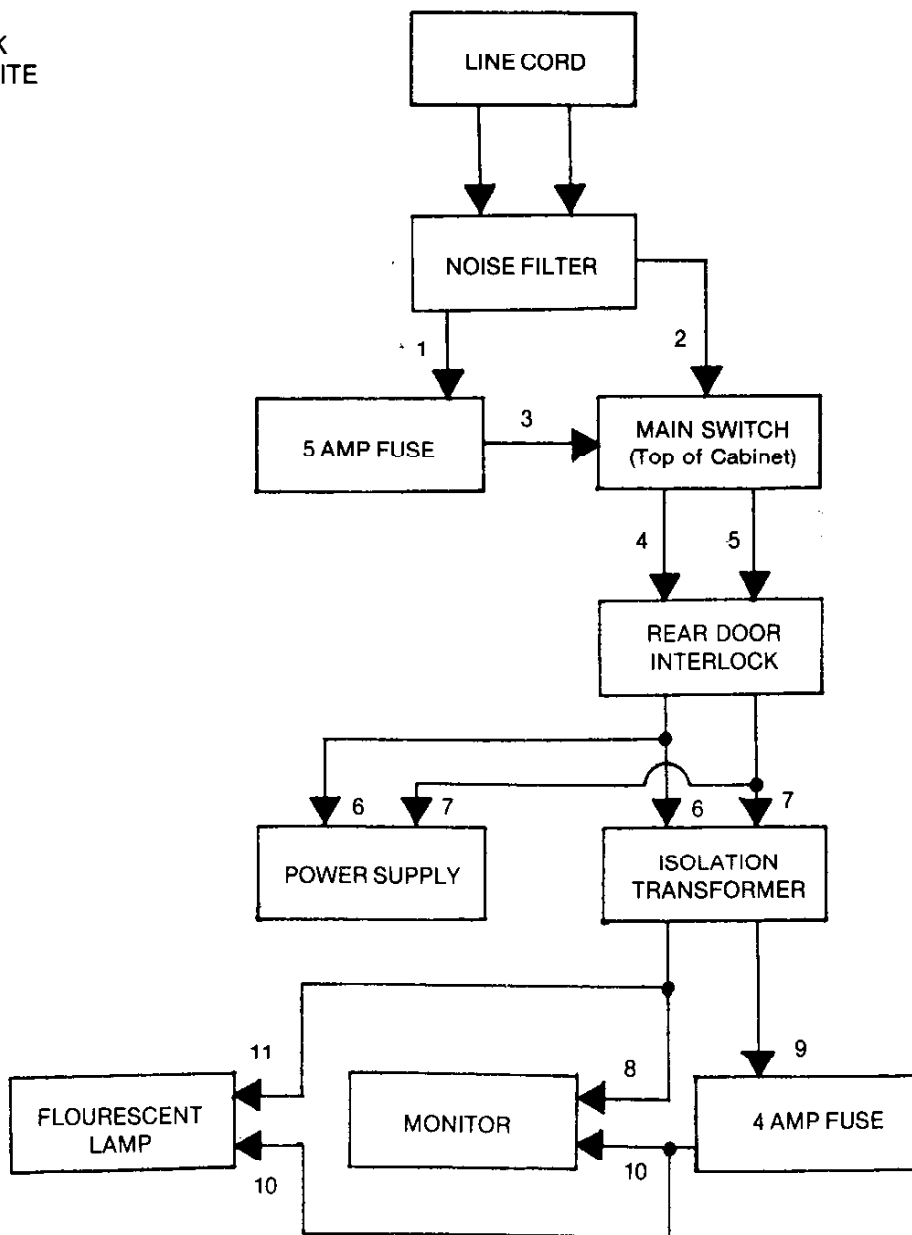 K
ITE
LINE CORD
NOISE FILTER
1
2
5 AMP FUSE
3
MAIN SWITCH
(Top of Cabinet)
4
5
REAR DOOR
INTERLOCK
6
7
6
7
POWER SUPPLY
ISOLATION
TRANSFORMER
11
8
9
FLOURESCENT
LAMP
MONITOR
4 AMP FUSE
10
10